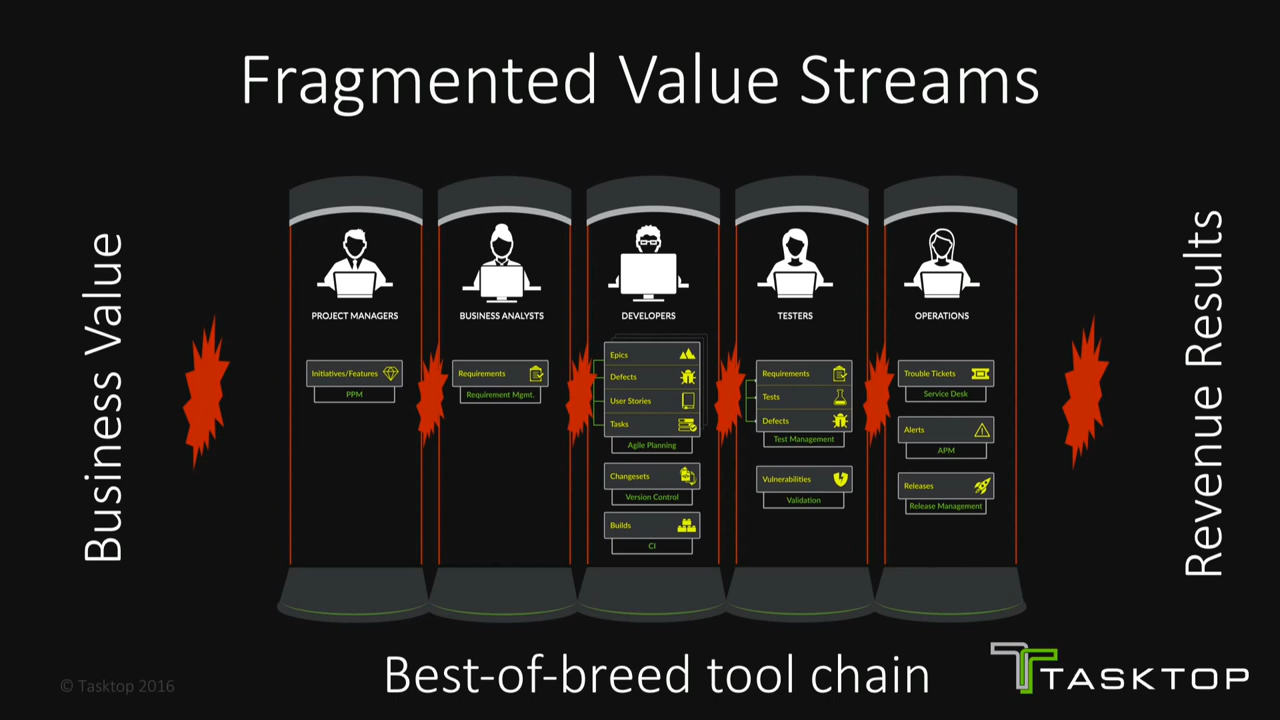 Fragmented Value Streams
Business Value
PROJECT MANAGERS
Initiatives/Features
PPM
BUSINESS ANALYSTS
Requirements
Requirement Mgmt.
DEVELOPERS
Epics
Defects
User Stories
Tasks
Agile Planning
Changesets
Version Control
Builds
CI
TESTERS
Requirements
Tests
Defects
Test Management
Vulnerabilities
Validation
OPERATIONS
Trouble Tickets
Service Desk
Alerts
APM
Releases
Release Management
Revenue Results
© Tasktop 2016
Best-of-breed tool chain
TASKTOP